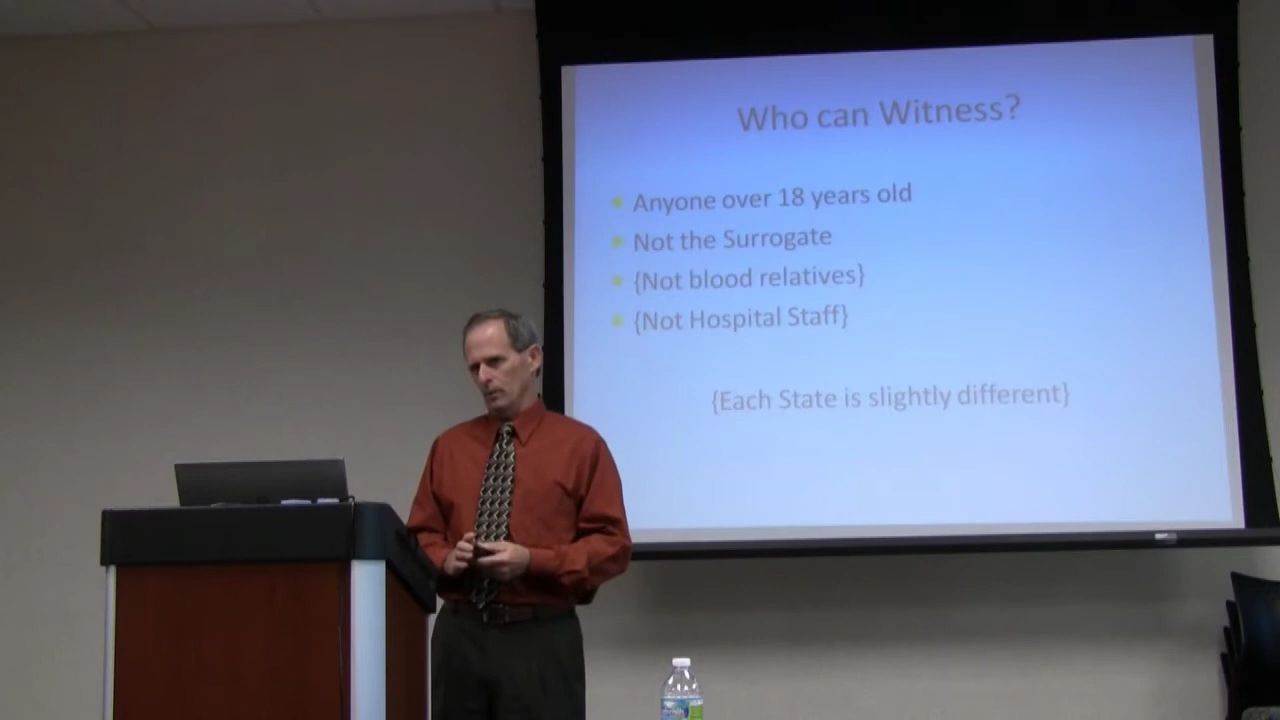 Who can Witness?
Anyone over 18 years old
Not the Surrogate
{Not blood relatives}
{Not Hospital Staff}
{Each State is slightly different}